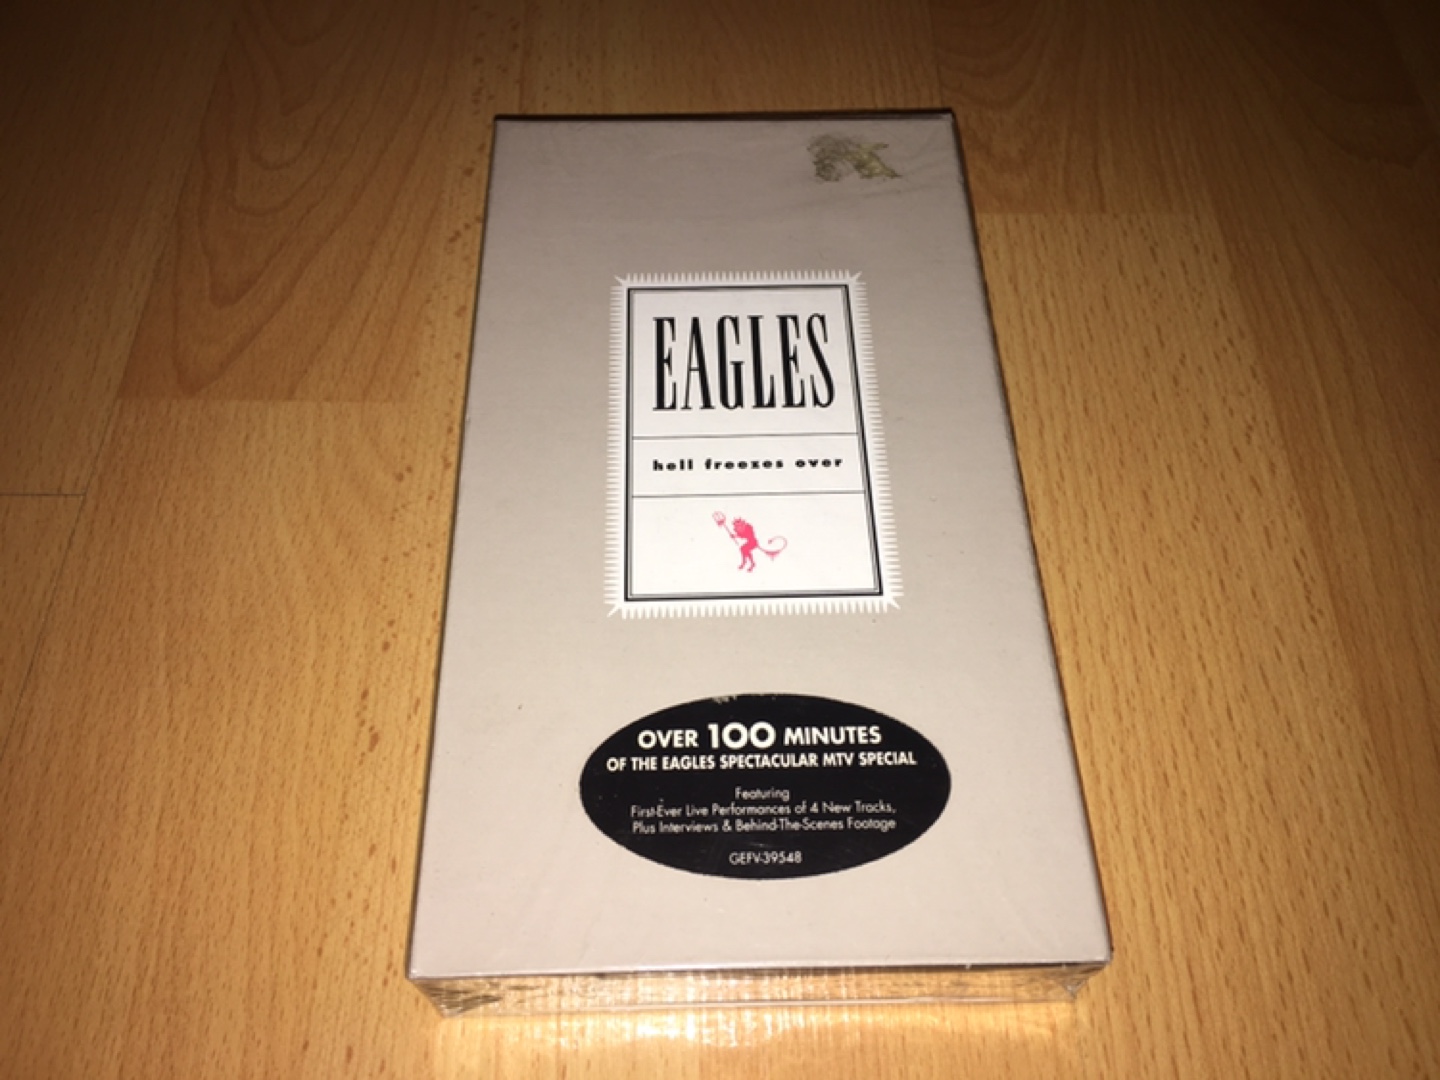 EAGLES
hell freezes over
OVER 100 MINUTES
OF THE EAGLES SPECTACULAR MTV SPECIAL
Featuring
First-Ever Live Performances of 4 New Tracks,
Plus Interviews & Behind-The-Scenes Footage
GEFV-39548